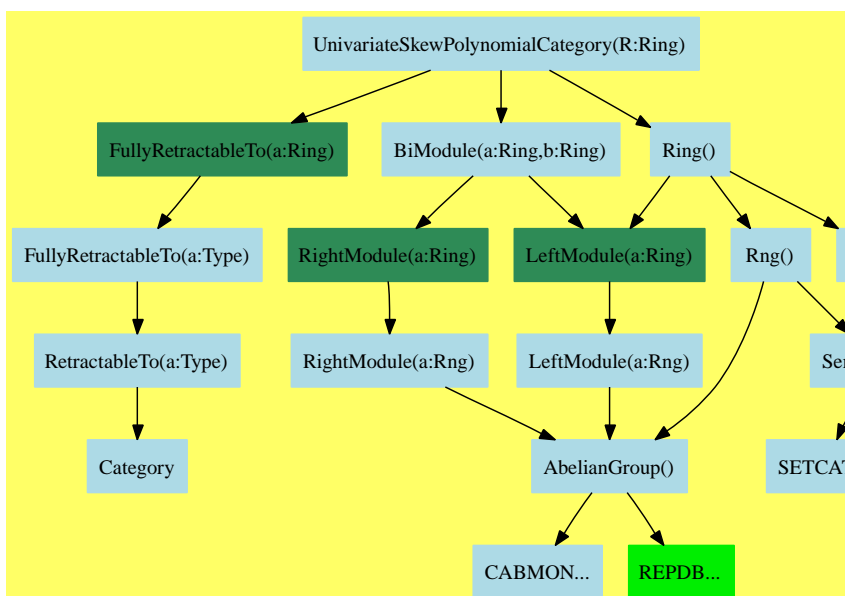 UnivariateSkewPolynomialCategory(R:Ring)
FullyRetractableTo(a:Ring)
BiModule(a:Ring,b:Ring)
Ring()
FullyRetractableTo(a:Type)
RightModule(a:Ring)
LeftModule(a:Ring)
Rng()
RetractableTo(a:Type)
RightModule(a:Rng)
LeftModule(a:Rng)
Category
AbelianGroup()
CABMON...
REPDB...